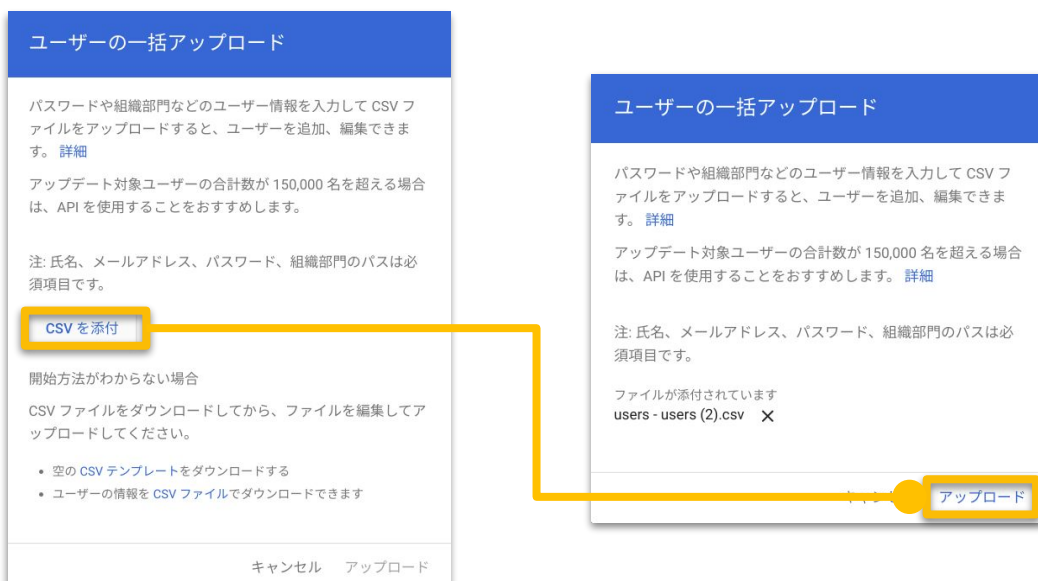 ユーザーの一括アップロード
パスワードや組織部門などのユーザー情報を入力して CSV フ
ァイルをアップロードすると、ユーザーを追加、編集できま
す。 詳細
アップデート対象ユーザーの合計数が 150,000 名を超える場合
は、API を使用することをおすすめします。
注: 氏名、メールアドレス、パスワード、組織部門のパスは必
須項目です。
CSV を添付
開始方法がわからない場合
CSV ファイルをダウンロードしてから、ファイルを編集してア
ップロードしてください。
• 空の CSV テンプレートをダウンロードする
• ユーザーの情報を CSV ファイルでダウンロードできます
キャンセル アップロード
ユーザーの一括アップロード
パスワードや組織部門などのユーザー情報を入力して CSV フ
ァイルをアップロードすると、ユーザーを追加、編集できま
す。 詳細
アップデート対象ユーザーの合計数が 150,000 名を超える場合
は、API を使用することをおすすめします。 詳細
注: 氏名、メールアドレス、パスワード、組織部門のパスは必
須項目です。
ファイルが添付されています
users - users (2).csv
アップロード